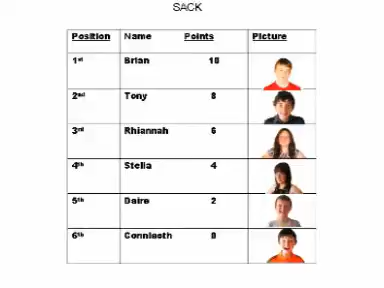 SACK
Position Name Points Picture
1st Brian 10
2nd Tony 8
3rd Rhiannah 6
4th Stella 4
5th Daire 2
6th Connlaoth 0